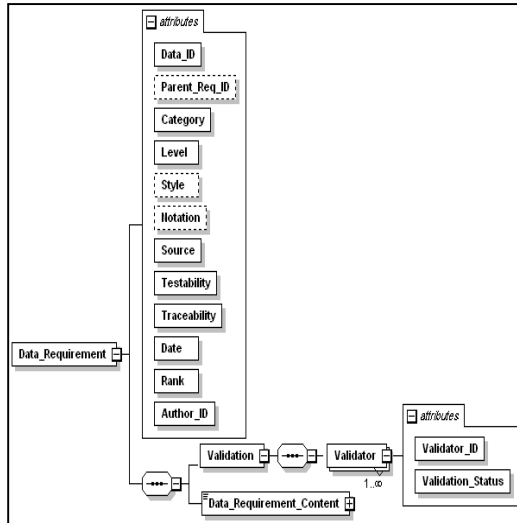 attributes
Data_ID
Parent_Req_ID
Category
Level
Style
Notation
Source
Testability
Traceability
Date
Rank
Author_ID
Data_Requirement
Validation
Validator
1..∞
attributes
Validator_ID
Validation_Status
Data_Requirement_Content